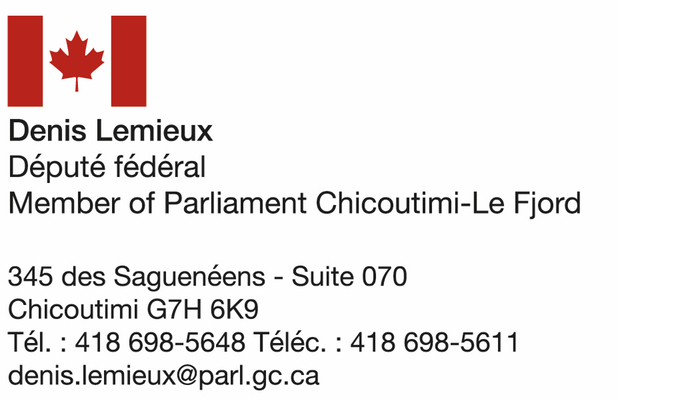 Denis Lemieux
Député fédéral
Member of Parliament Chicoutimi-Le Fjord
345 des Saguenéens - Suite 070
Chicoutimi G7H 6K9
Tél. : 418 698-5648 Téléc. : 418 698-5611
denis.lemieux@parl.gc.ca